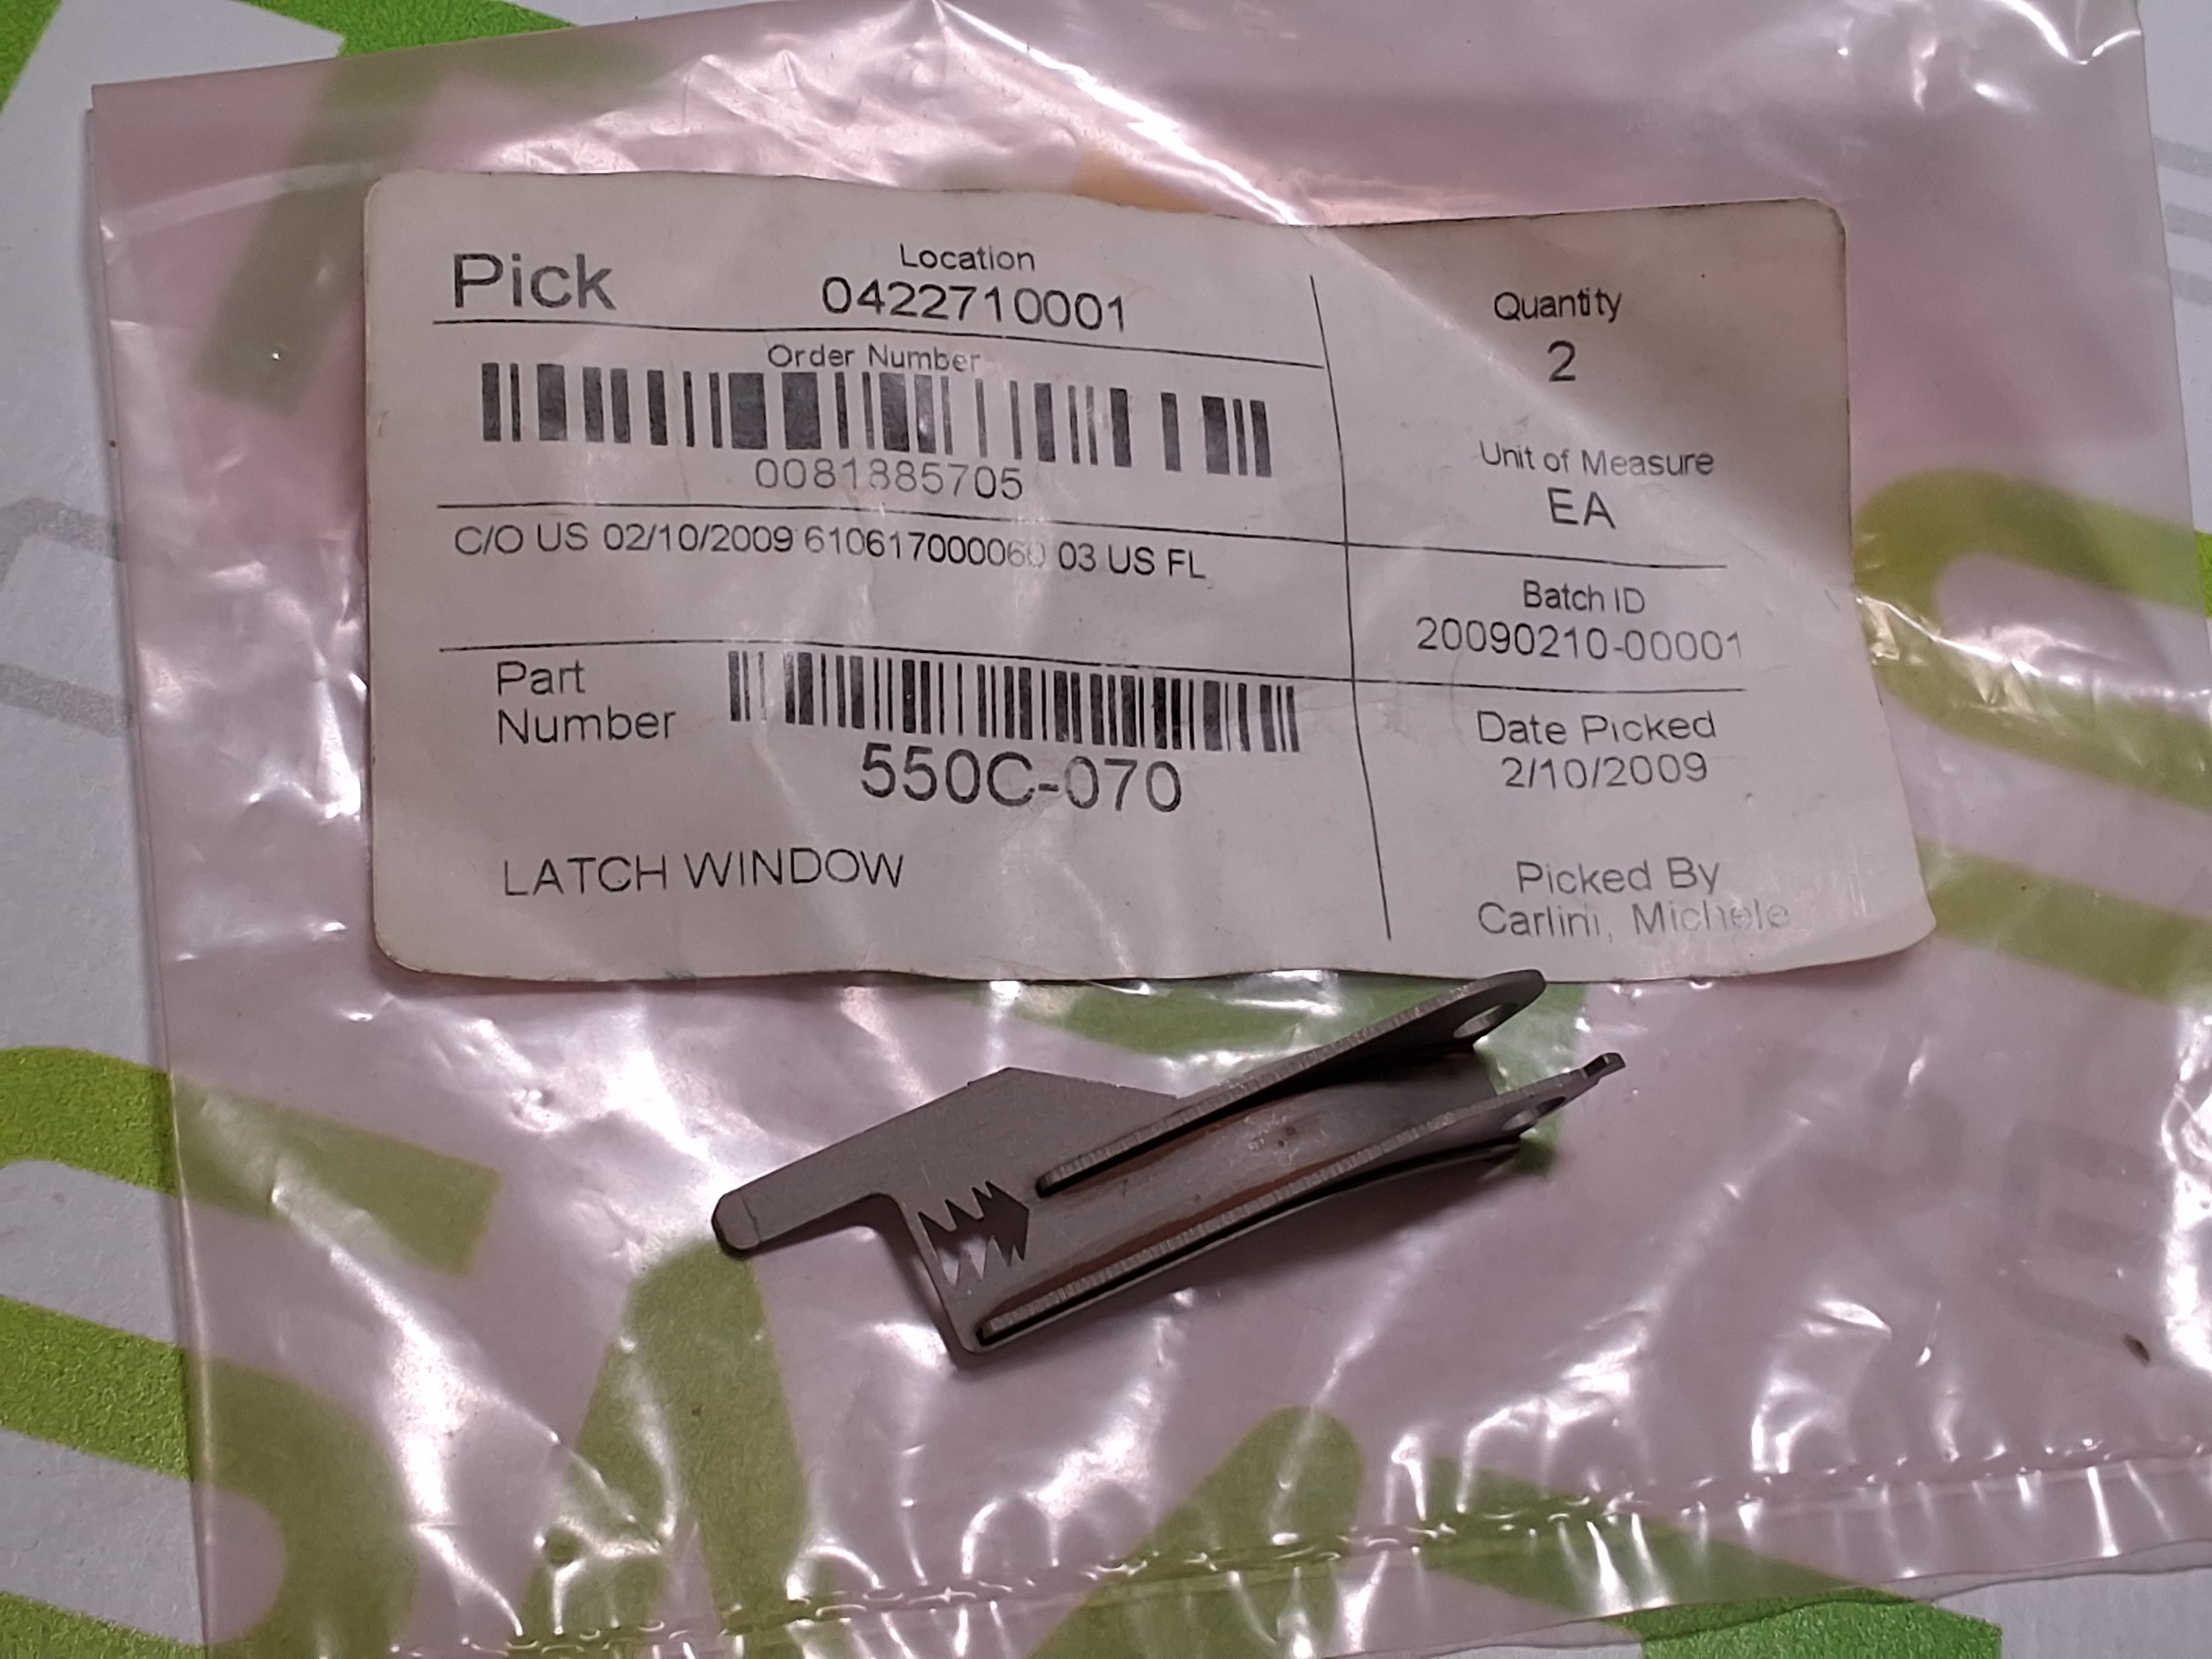 Pick
Location
0422710001
Order Number
0081885705
C/O US 02/10/2009 610617000060 03 US FL
Part
Number
550C-070
LATCH WINDOW
Quantity
2
Unit of Measure
EA
Batch ID
20090210-00001
Date Picked
2/10/2009
Picked By
Carlini, Michele